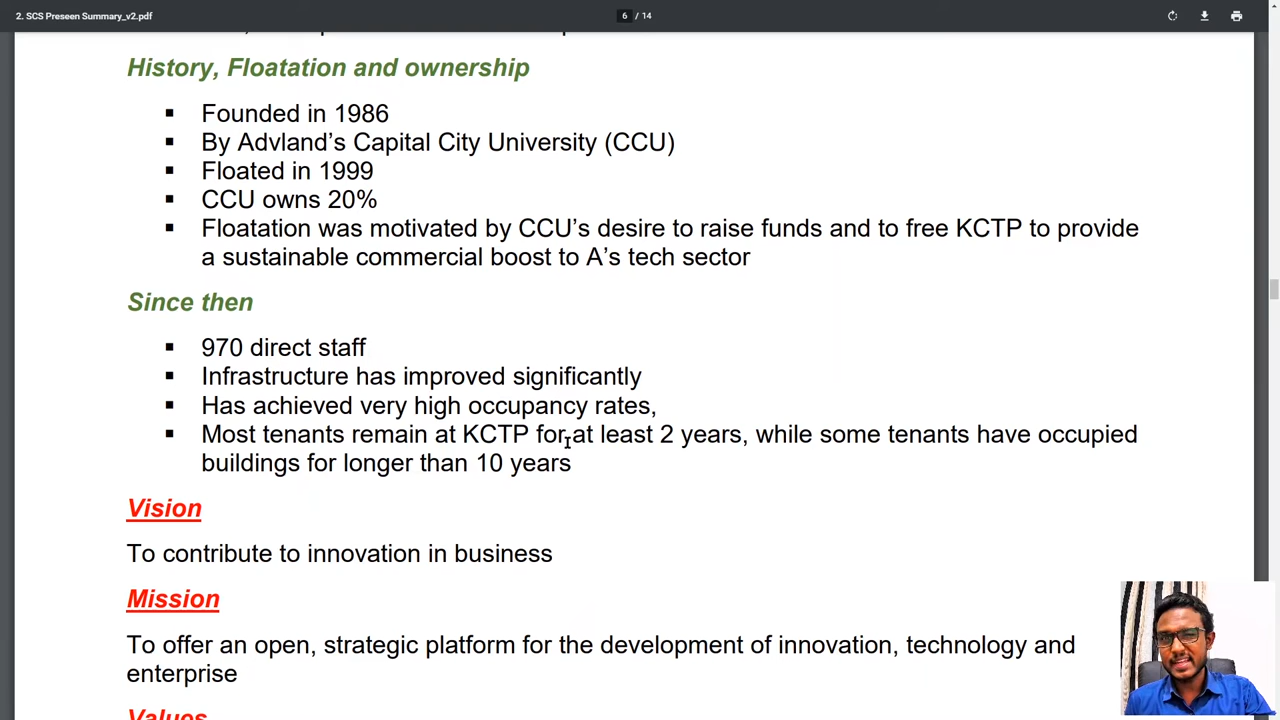 2. SCS Preseen Summary_v2.pdf
6 / 14
History, Floatation and ownership
Founded in 1986
By Advland's Capital City University (CCU)
Floated in 1999
CCU owns 20%
Floatation was motivated by CCU's desire to raise funds and to free KCTP to provide
a sustainable commercial boost to A's tech sector
Since then
970 direct staff
Infrastructure has improved significantly
Has achieved very high occupancy rates,
Most tenants remain at KCTP for at least 2 years, while some tenants have occupied
buildings for longer than 10 years
Vision
To contribute to innovation in business
Mission
To offer an open, strategic platform for the development of innovation, technology and
enterprise
Values